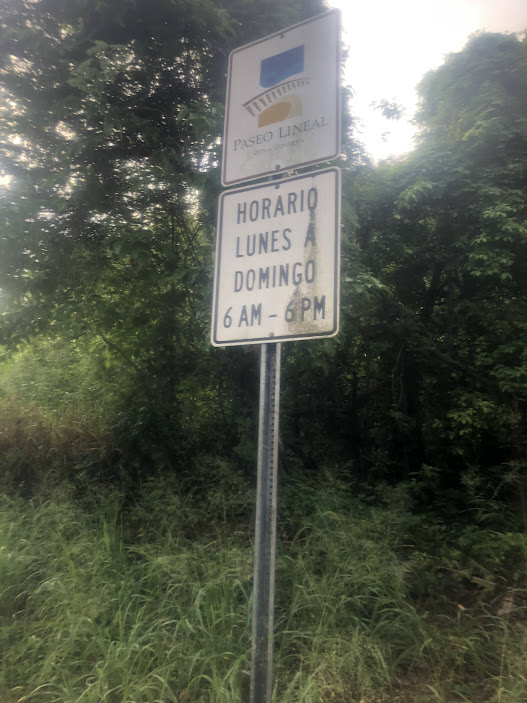 PASEO LINEAL
HORARIO
LUNES A
DOMINGO
6 AM – 6 PM